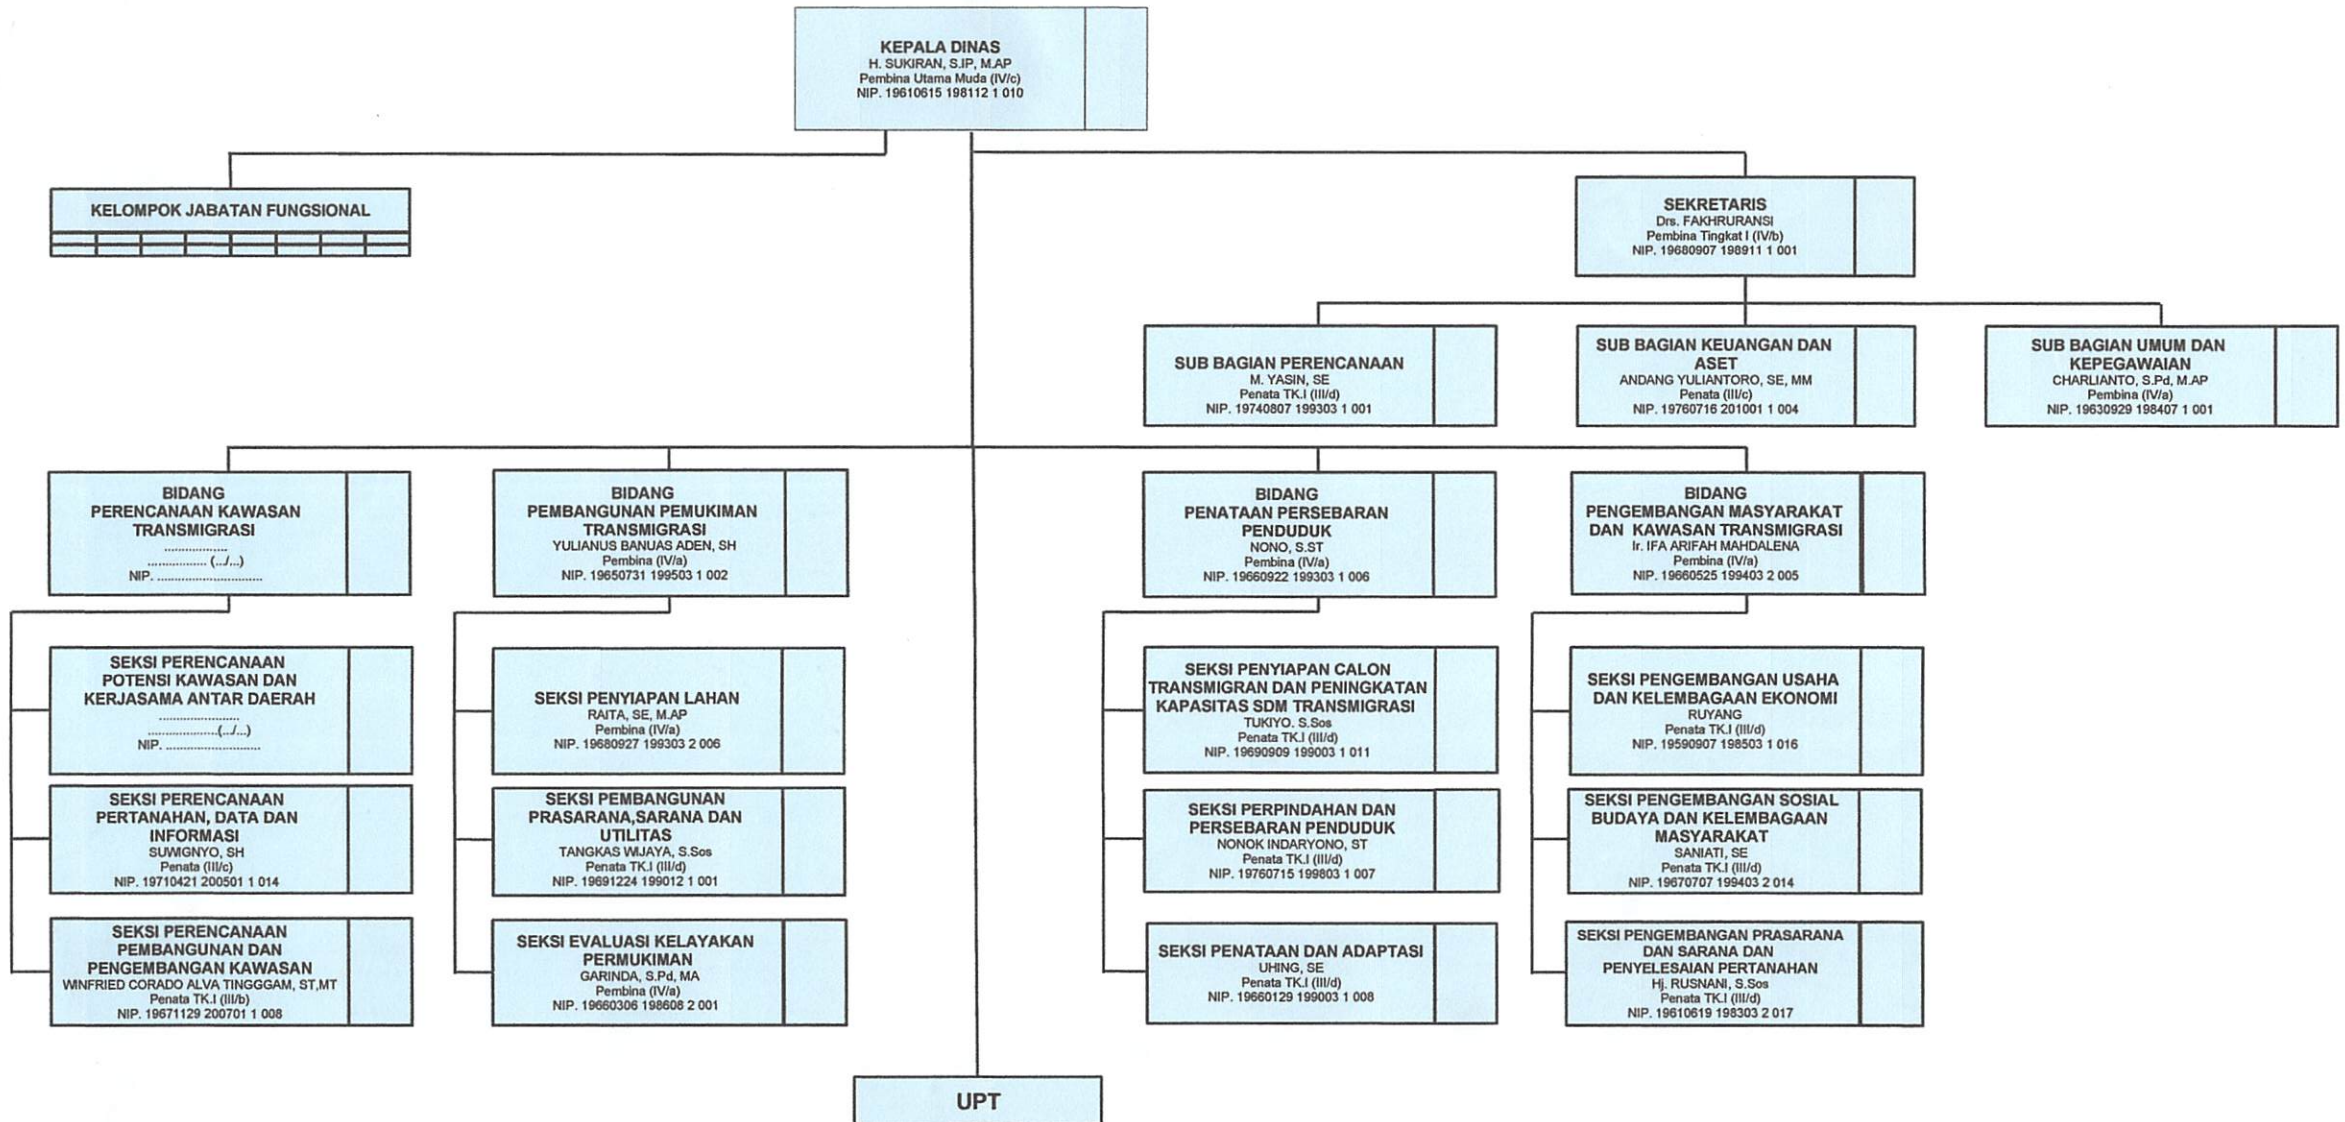 KEPALA DINAS
H. SUKIRAN, S.IP, M.AP
Pembina Utama Muda (IV/c)
NIP. 19610615 198112 1 010
KELOMPOK JABATAN FUNGSIONAL
SEKRETARIS
Drs. FAKHRURANSI
Pembina Tingkat I (IV/b)
NIP. 19680907 198911 1 001
SUB BAGIAN PERENCANAAN
M. YASIN, SE
Penata TK.I (III/d)
NIP. 19740807 199303 1 001
SUB BAGIAN KEUANGAN DAN
ASET
ANDANG YULIANTORO, SE, MM
Penata (III/c)
NIP. 19760716 201001 1 004
SUB BAGIAN UMUM DAN
KEPEGAWAIAN
CHARLIANTO, S.Pd, M.AP
Pembina (IV/a)
NIP. 19630929 198407 1 001
BIDANG
PERENCANAAN KAWASAN
TRANSMIGRASI
..................
................. (.../...)
NIP. ..............................
BIDANG
PEMBANGUNAN PEMUKIMAN
TRANSMIGRASI
YULIANUS BANUAS ADEN, SH
Pembina (IV/a)
NIP. 19650731 199503 1 002
BIDANG
PENATAAN PERSEBARAN
PENDUDUK
NONO, S.ST
Pembina (IV/a)
NIP. 19660922 199303 1 006
BIDANG
PENGEMBANGAN MASYARAKAT
DAN KAWASAN TRANSMIGRASI
Ir. IFA ARIFAH MAHDALENA
Pembina (IV/a)
NIP. 19660525 199403 2 005
SEKSI PERENCANAAN
POTENSI KAWASAN DAN
KERJASAMA ANTAR DAERAH
.......................
....................(.../...)
NIP. ...........................
SEKSI PERENCANAAN
PERTANAHAN, DATA DAN
INFORMASI
SUWIGNYO, SH
Penata (III/c)
NIP. 19710421 200501 1 014
SEKSI PERENCANAAN
PEMBANGUNAN DAN
PENGEMBANGAN KAWASAN
WINFRIED CORADO ALVA TINGGGAM, ST,MT
Penata TK.I (III/b)
NIP. 19671129 200701 1 008
SEKSI PENYIAPAN LAHAN
RAITA, SE, M.AP
Pembina (IV/a)
NIP. 19680927 199303 2 006
SEKSI PEMBANGUNAN
PRASARANA,SARANA DAN
UTILITAS
TANGKAS WIJAYA, S.Sos
Penata TK.I (III/d)
NIP. 19691224 199012 1 001
SEKSI EVALUASI KELAYAKAN
PERMUKIMAN
GARINDA, S.Pd, MA
Pembina (IV/a)
NIP. 19660306 198608 2 001
SEKSI PENYIAPAN CALON
TRANSMIGRAN DAN PENINGKATAN
KAPASITAS SDM TRANSMIGRASI
TUKIYO. S.Sos
Penata TK.I (III/d)
NIP. 19690909 199003 1 011
SEKSI PERPINDAHAN DAN
PERSEBARAN PENDUDUK
NONOK INDARYONO, ST
Penata TK.I (III/d)
NIP. 19760715 199803 1 007
SEKSI PENATAAN DAN ADAPTASI
UHING, SE
Penata TK.I (III/d)
NIP. 19660129 199003 1 008
SEKSI PENGEMBANGAN USAHA
DAN KELEMBAGAAN EKONOMI
RUYANG
Penata TK.I (III/d)
NIP. 19590907 198503 1 016
SEKSI PENGEMBANGAN SOSIAL
BUDAYA DAN KELEMBAGAAN
MASYARAKAT
SANIATI, SE
Penata TK.I (III/d)
NIP. 19670707 199403 2 014
SEKSI PENGEMBANGAN PRASARANA
DAN SARANA DAN
PENYELESAIAN PERTANAHAN
Hj. RUSNANI, S.Sos
Penata TK.I (III/d)
NIP. 19610619 198303 2 017
UPT